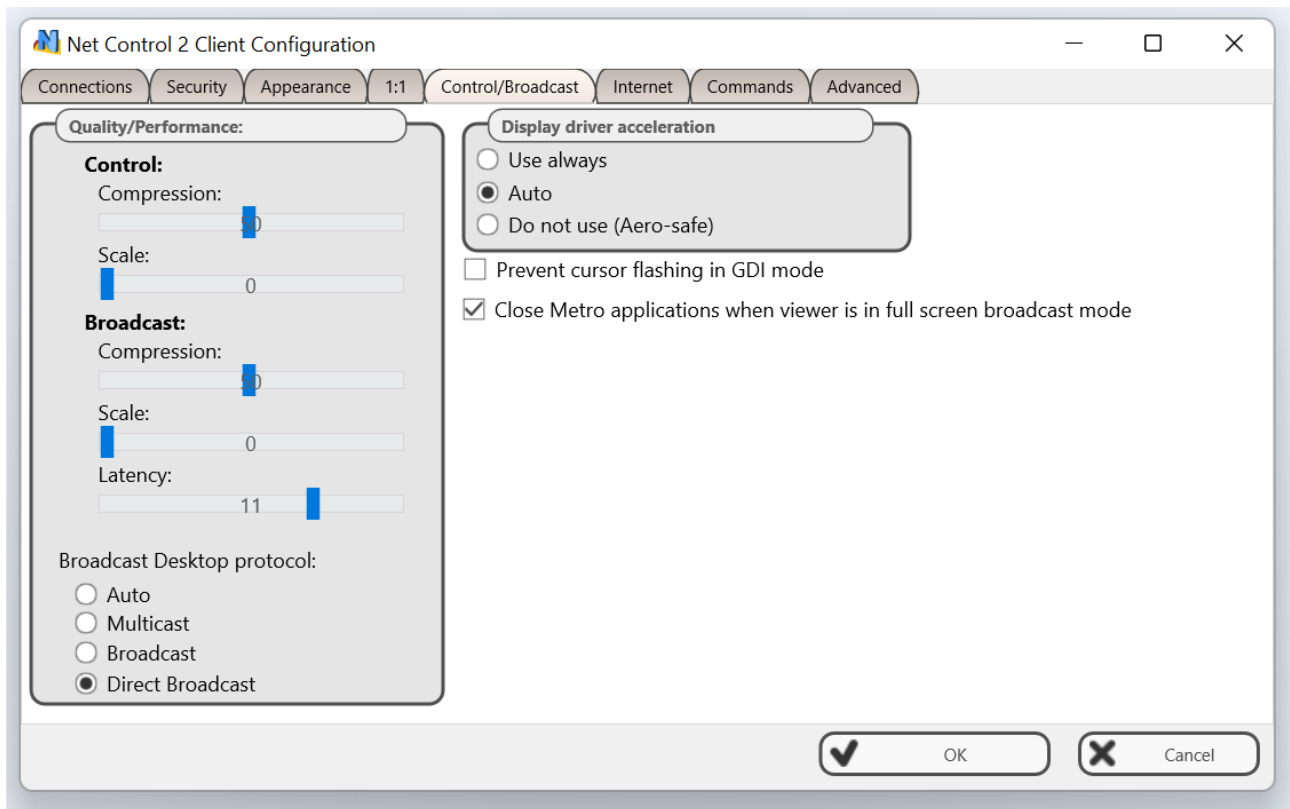 Net Control 2 Client Configuration
Connections Security Appearance 1:1 Control/Broadcast Internet Commands Advanced
Quality/Performance:
Control:
Compression:
50
Scale:
0
Broadcast:
Compression:
50
Scale:
0
Latency:
11
Broadcast Desktop protocol:
Auto
Multicast
Broadcast
Direct Broadcast
Display driver acceleration
Use always
Auto
Do not use (Aero-safe)
Prevent cursor flashing in GDI mode
Close Metro applications when viewer is in full screen broadcast mode
OK Cancel